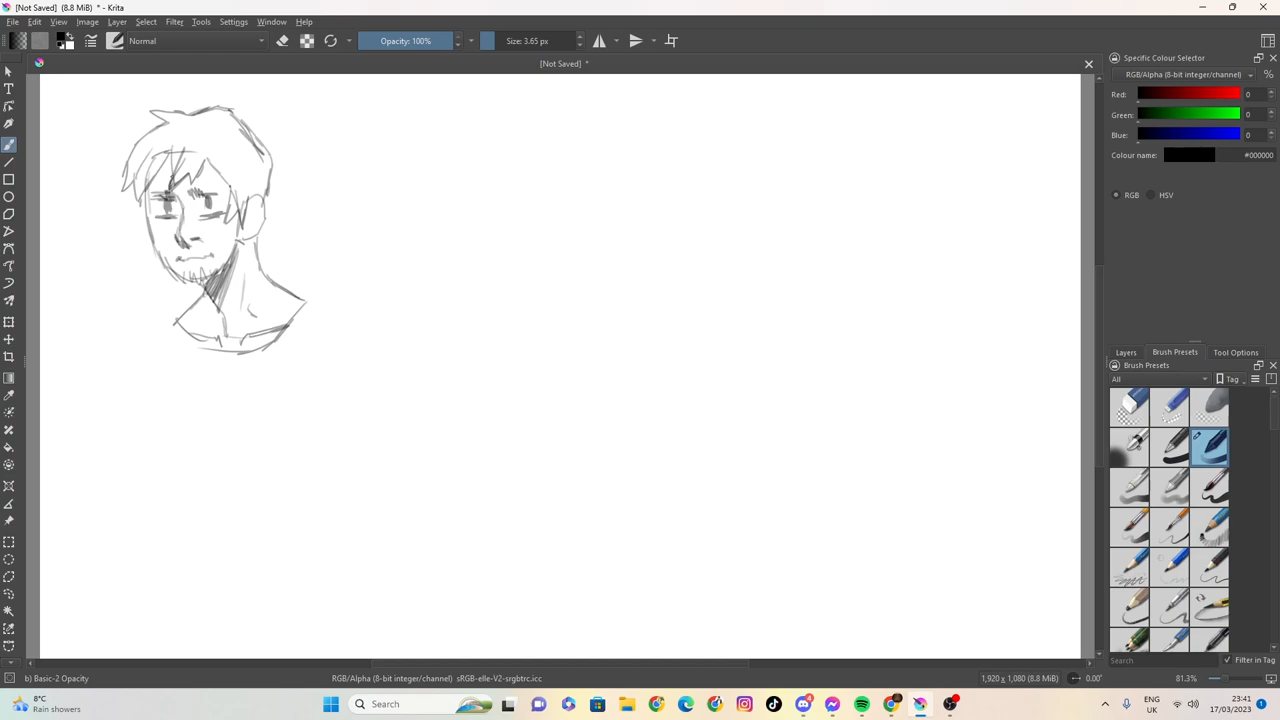 [Not Saved] (8.8 MiB) * - Krita
File Edit View Image Layer Select Filter Tools Settings Window Help
Normal Opacity: 100% Size: 3.65 px
[Not Saved] *
Specific Colour Selector
RGB/Alpha (8-bit integer/channel) %
Red: 0
Green: 0
Blue: 0
Colour name: #000000
RGB HSV
Layers Brush Presets Tool Options
Brush Presets
All Tag
Search Filter in Tag
b) Basic-2 Opacity RGB/Alpha (8-bit integer/channel) sRGB-elle-V2-srgbtrc.icc 1,920 x 1,080 (8.8 MiB) 0.00° 81.3%
8°C
Rain showers
Search
4
ENG
UK
23:41
17/03/2023
1